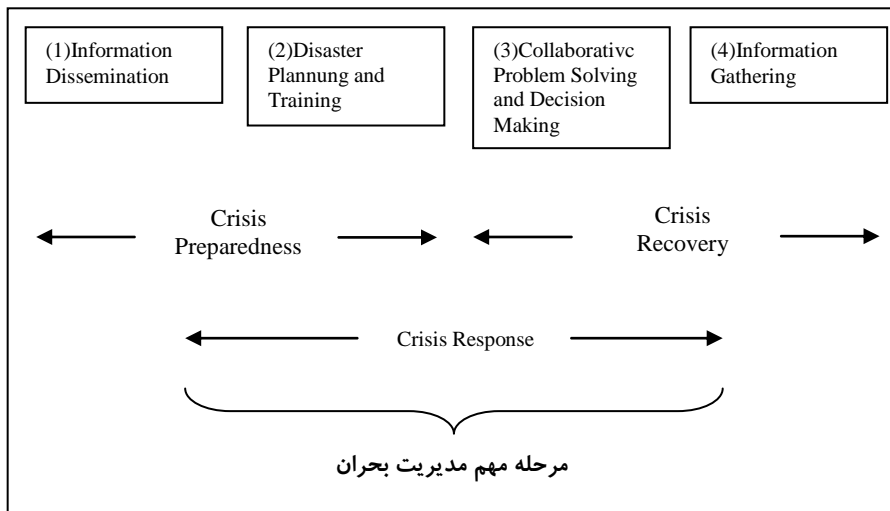 (1)Information
Dissemination
(2)Disaster
Plannung and
Training
(3)Collaborativc
Problem Solving
and Decision
Making
(4)Information
Gathering
Crisis
Preparedness
Crisis
Recovery
Crisis Response
مرحله مهم مدیریت بحران